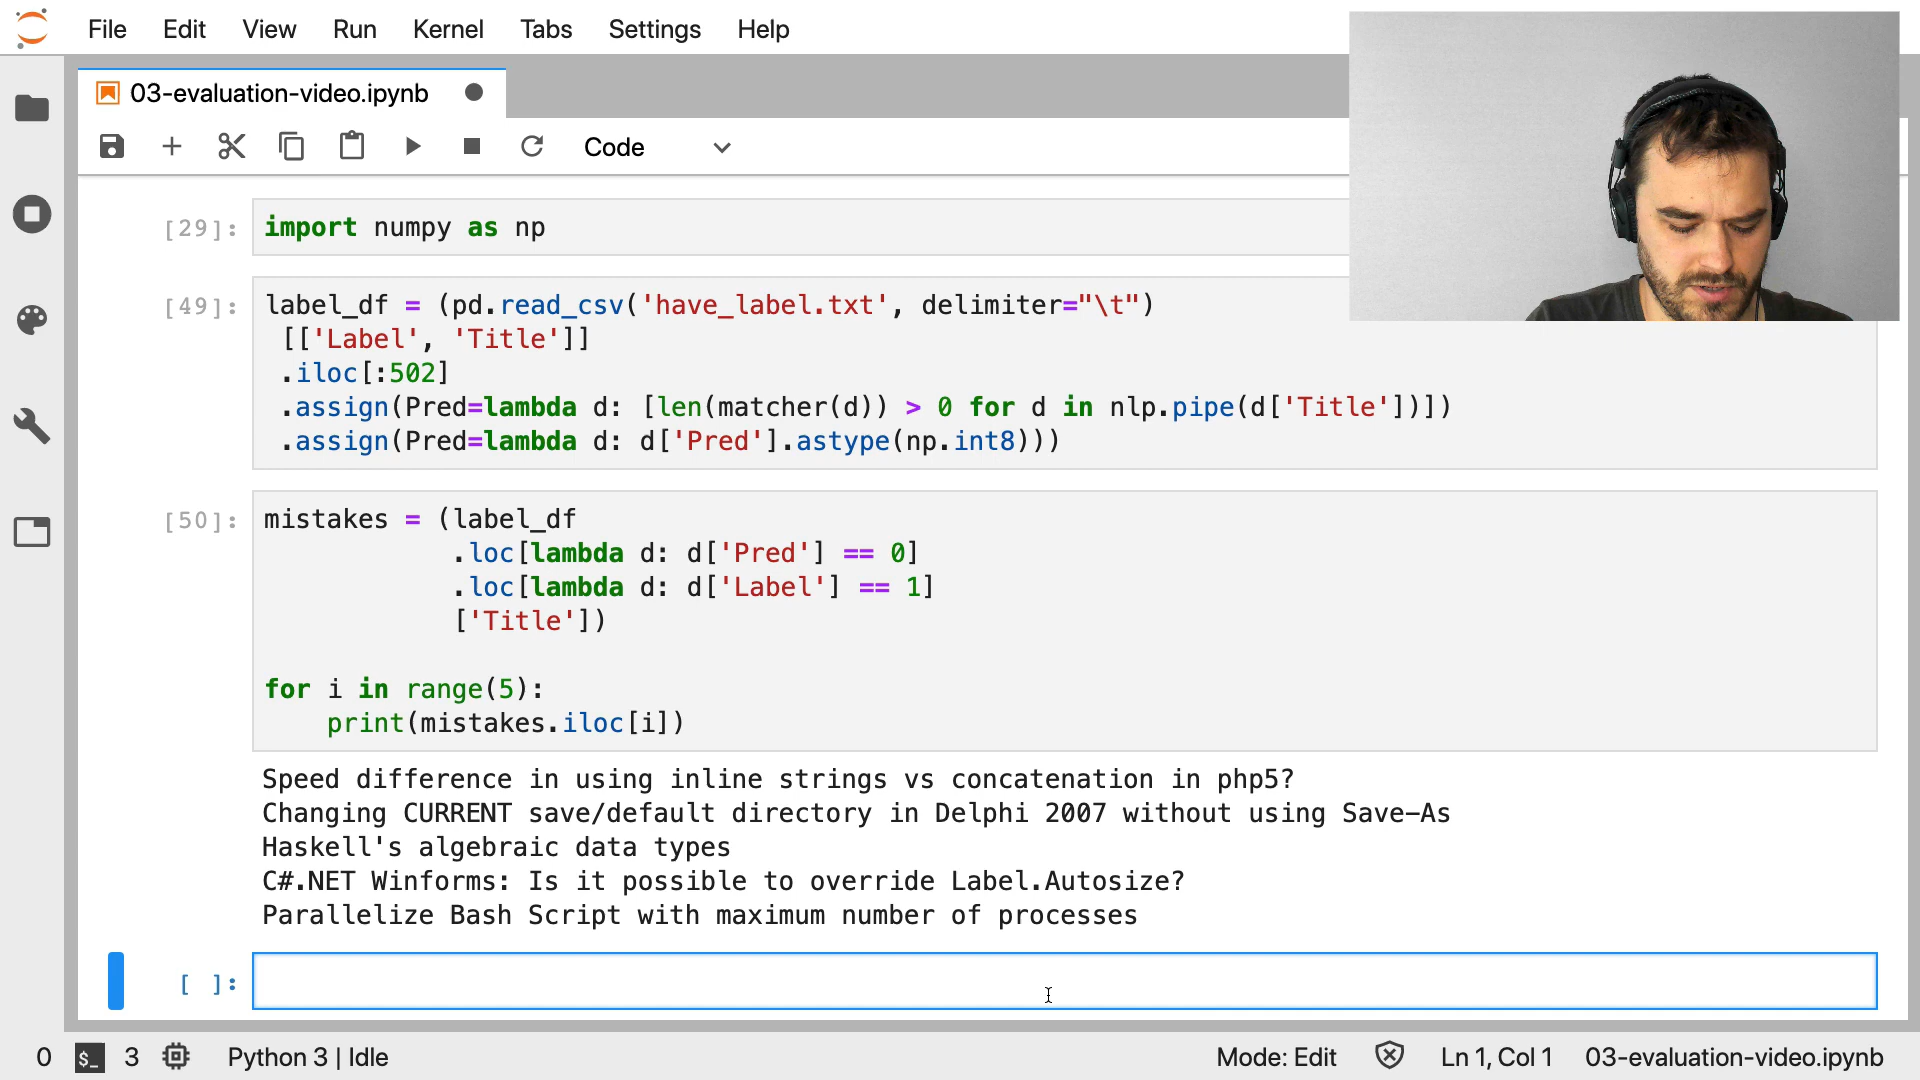 File Edit View Run Kernel Tabs Settings Help
03-evaluation-video.ipynb
Code
[29]: import numpy as np
[49]: label_df = (pd.read_csv('have_label.txt', delimiter="\t")
[['Label', 'Title']]
.iloc[:502]
.assign(Pred=lambda d: [len(matcher(d)) > 0 for d in nlp.pipe(d['Title'])])
.assign(Pred=lambda d: d['Pred'].astype(np.int8)))
[50]: mistakes = (label_df
.loc[lambda d: d['Pred'] == 0]
.loc[lambda d: d['Label'] == 1]
['Title'])
for i in range(5):
print(mistakes.iloc[i])
Speed difference in using inline strings vs concatenation in php5?
Changing CURRENT save/default directory in Delphi 2007 without using Save-As
Haskell's algebraic data types
C#.NET Winforms: Is it possible to override Label.Autosize?
Parallelize Bash Script with maximum number of processes
[ ]:
0 $_ 3 Python 3 | Idle Mode: Edit Ln 1, Col 1 03-evaluation-video.ipynb